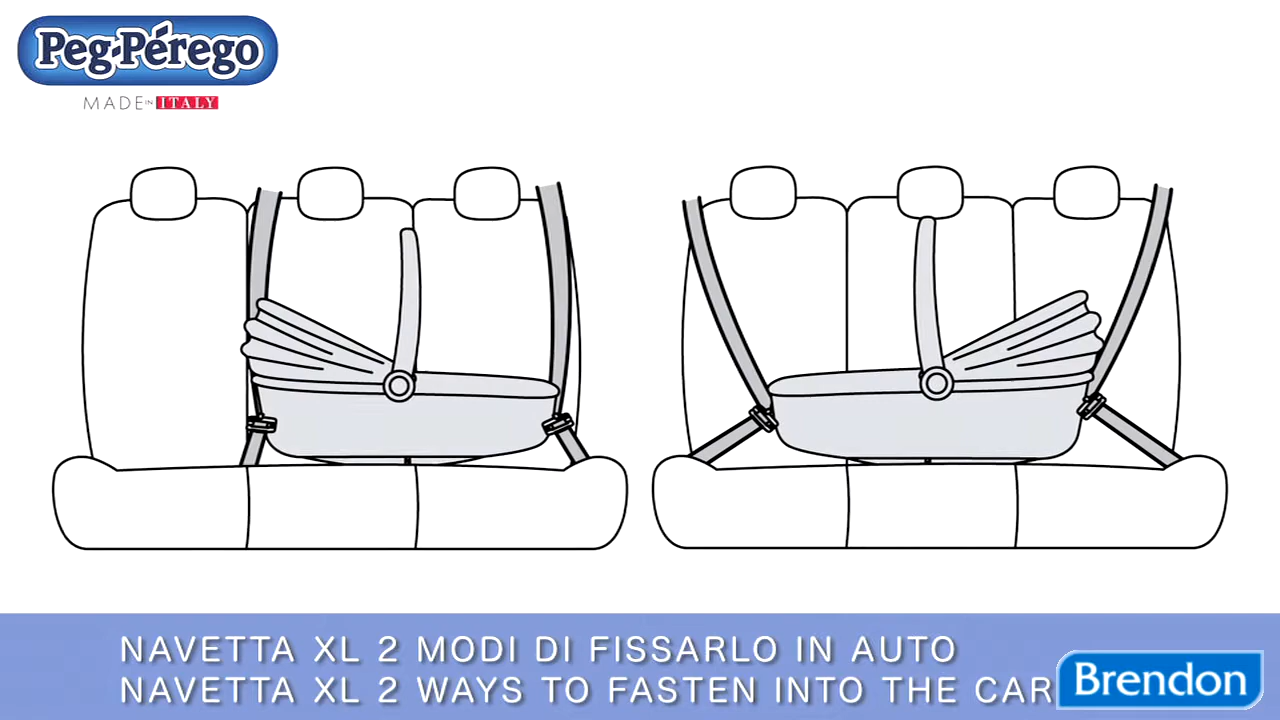 Peg-Pérego
MADE IN ITALY
NAVETTA XL 2 MODI DI FISSARLO IN AUTO
NAVETTA XL 2 WAYS TO FASTEN INTO THE CAR
Brendon